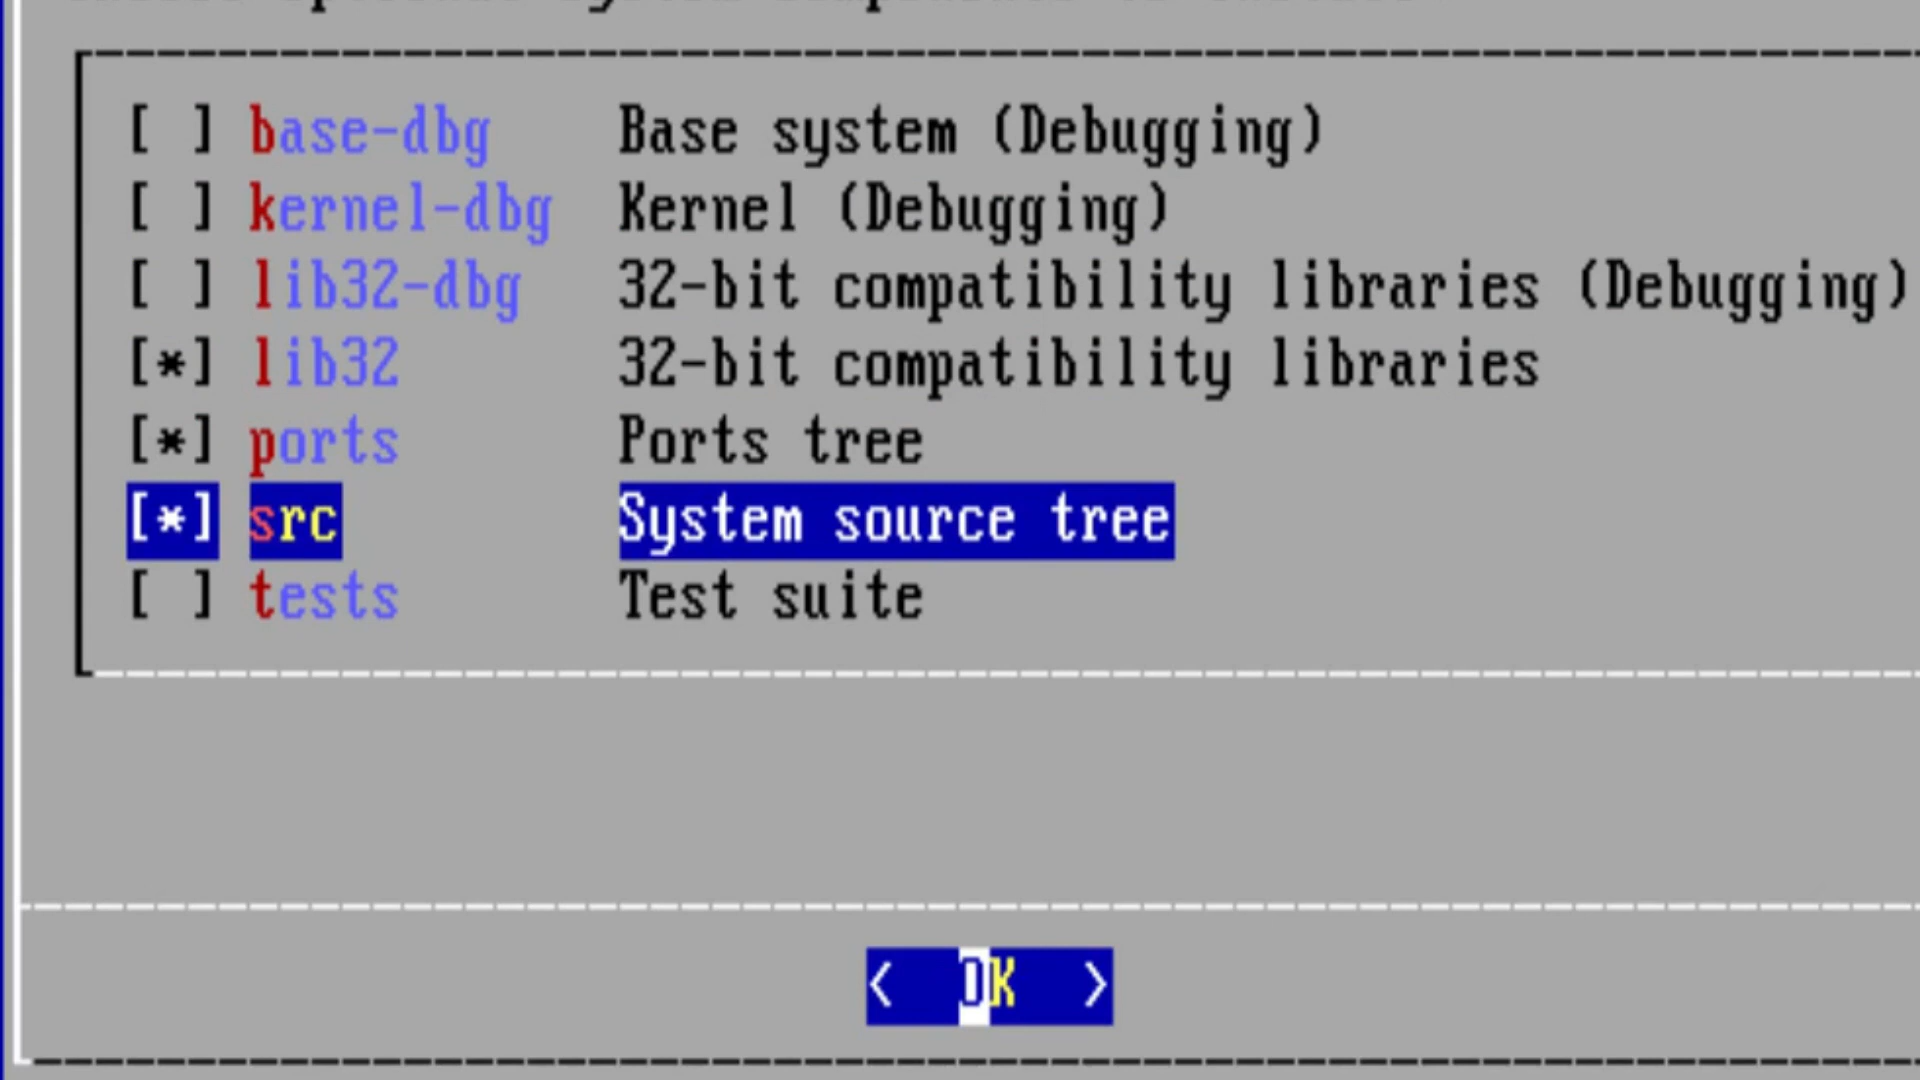 [ ] base-dbg Base system (Debugging)
[ ] kernel-dbg Kernel (Debugging)
[ ] lib32-dbg 32-bit compatibility libraries (Debugging)
[*] lib32 32-bit compatibility libraries
[*] ports Ports tree
[*] src System source tree
[ ] tests Test suite
< OK >